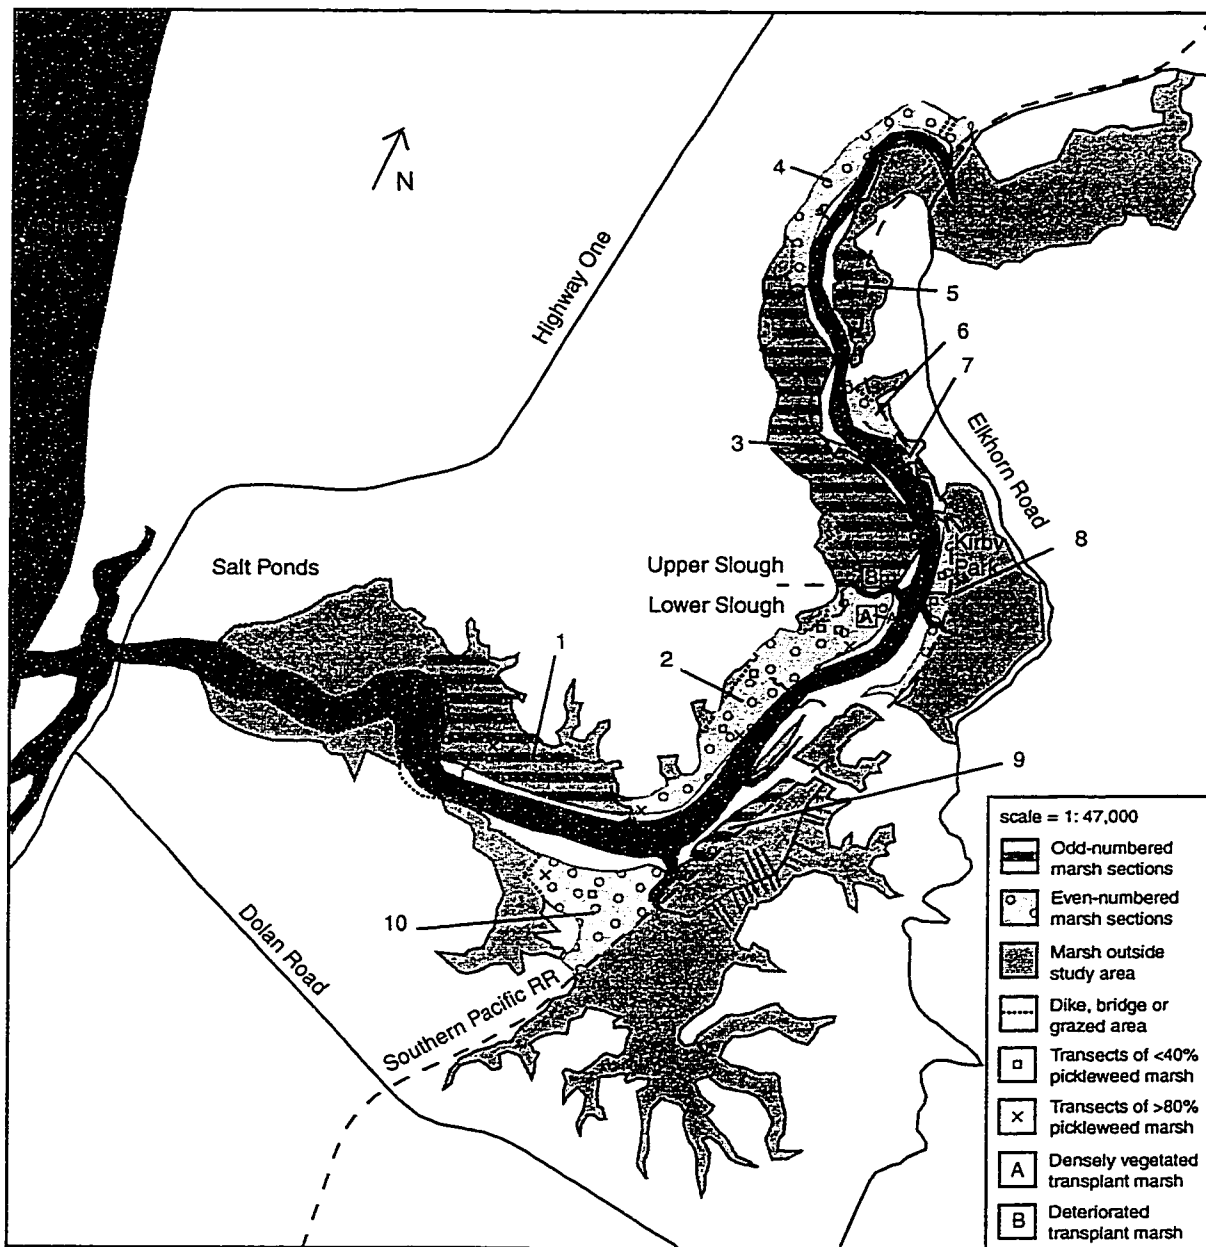 N
Highway One
4
5
6
7
3
Elkhorn Road
Kirby
Park
8
Salt Ponds
Upper Slough
Lower Slough
B
A
1
2
9
10
Dolan Road
Southern Pacific RR
scale = 1: 47,000
Odd-numbered
marsh sections
Even-numbered
marsh sections
Marsh outside
study area
Dike, bridge or
grazed area
Transects of <40%
pickleweed marsh
Transects of >80%
pickleweed marsh
A
Densely vegetated
transplant marsh
B
Deteriorated
transplant marsh